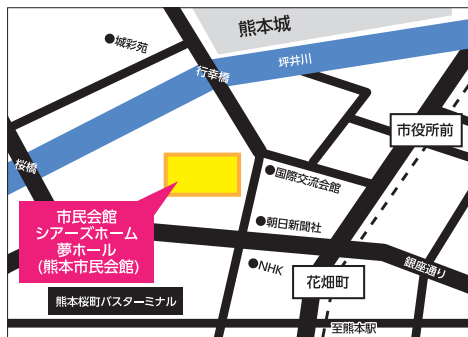 熊本城
城彩苑
坪井川
行幸橋
市役所前
桜橋
国際交流会館
市民会館
シアーズホーム
夢ホール
(熊本市民会館)
朝日新聞社
NHK
銀座通り
花畑町
熊本桜町バスターミナル
至熊本駅